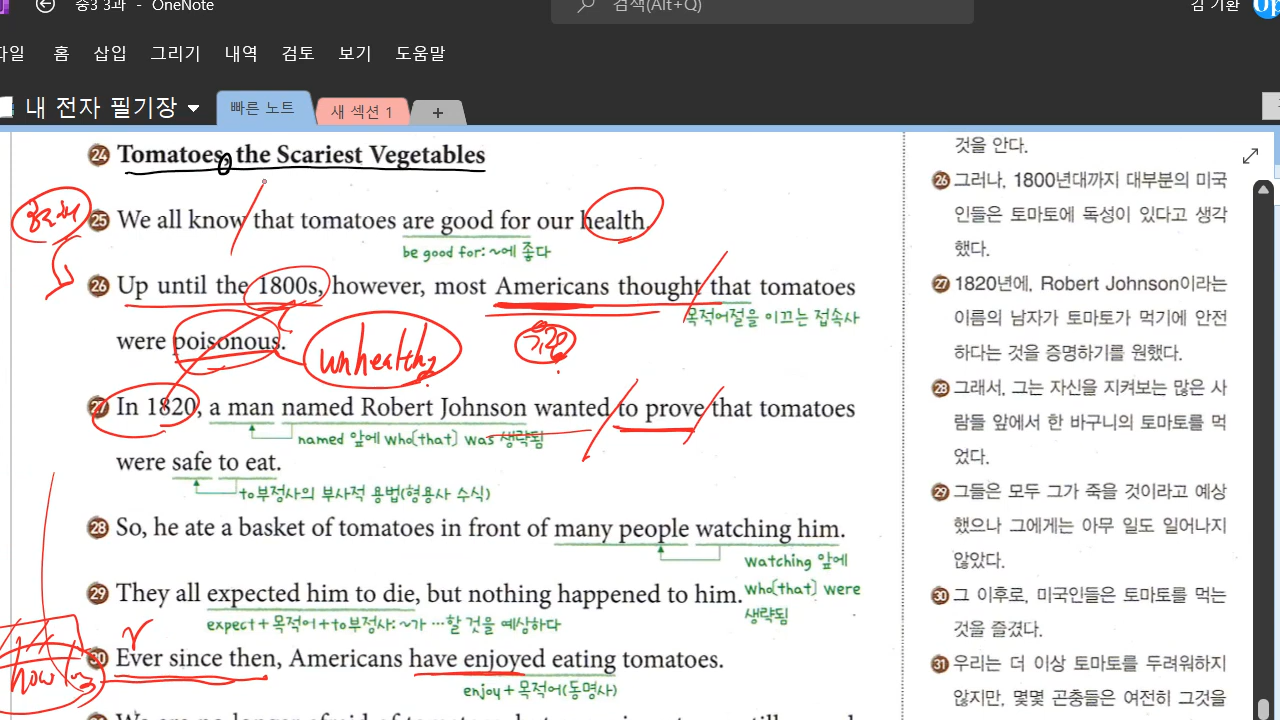 중3 3과 - OneNote
검색(Alt+Q)
김 기환
파일 홈 삽입 그리기 내역 검토 보기 도움말
내 전자 필기장 빠른 노트 새 섹션 1 +
24 Tomatoes, the Scariest Vegetables
25 We all know that tomatoes are good for our health.
be good for: ~에 좋다
26 Up until the 1800s, however, most Americans thought that tomatoes
목적어절을 이끄는 접속사
were poisonous.
unhealthy
27 In 1820, a man named Robert Johnson wanted to prove that tomatoes
named 앞에 who(that) was 생략됨
were safe to eat.
to부정사의 부사적 용법(형용사 수식)
28 So, he ate a basket of tomatoes in front of many people watching him.
watching 앞에
who(that) were
생략됨
29 They all expected him to die, but nothing happened to him.
expect+목적어+to부정사: ~가 …할 것을 예상하다
30 Ever since then, Americans have enjoyed eating tomatoes.
enjoy+목적어(동명사)
것을 안다.
26 그러나, 1800년대까지 대부분의 미국
인들은 토마토에 독성이 있다고 생각
했다.
27 1820년에, Robert Johnson이라는
이름의 남자가 토마토가 먹기에 안전
하다는 것을 증명하기를 원했다.
28 그래서, 그는 자신을 지켜보는 많은 사
람들 앞에서 한 바구니의 토마토를 먹
었다.
29 그들은 모두 그가 죽을 것이라고 예상
했으나 그에게는 아무 일도 일어나지
않았다.
30 그 이후로, 미국인들은 토마토를 먹는
것을 즐겼다.
31 우리는 더 이상 토마토를 두려워하지
않지만, 몇몇 곤충들은 여전히 그것을